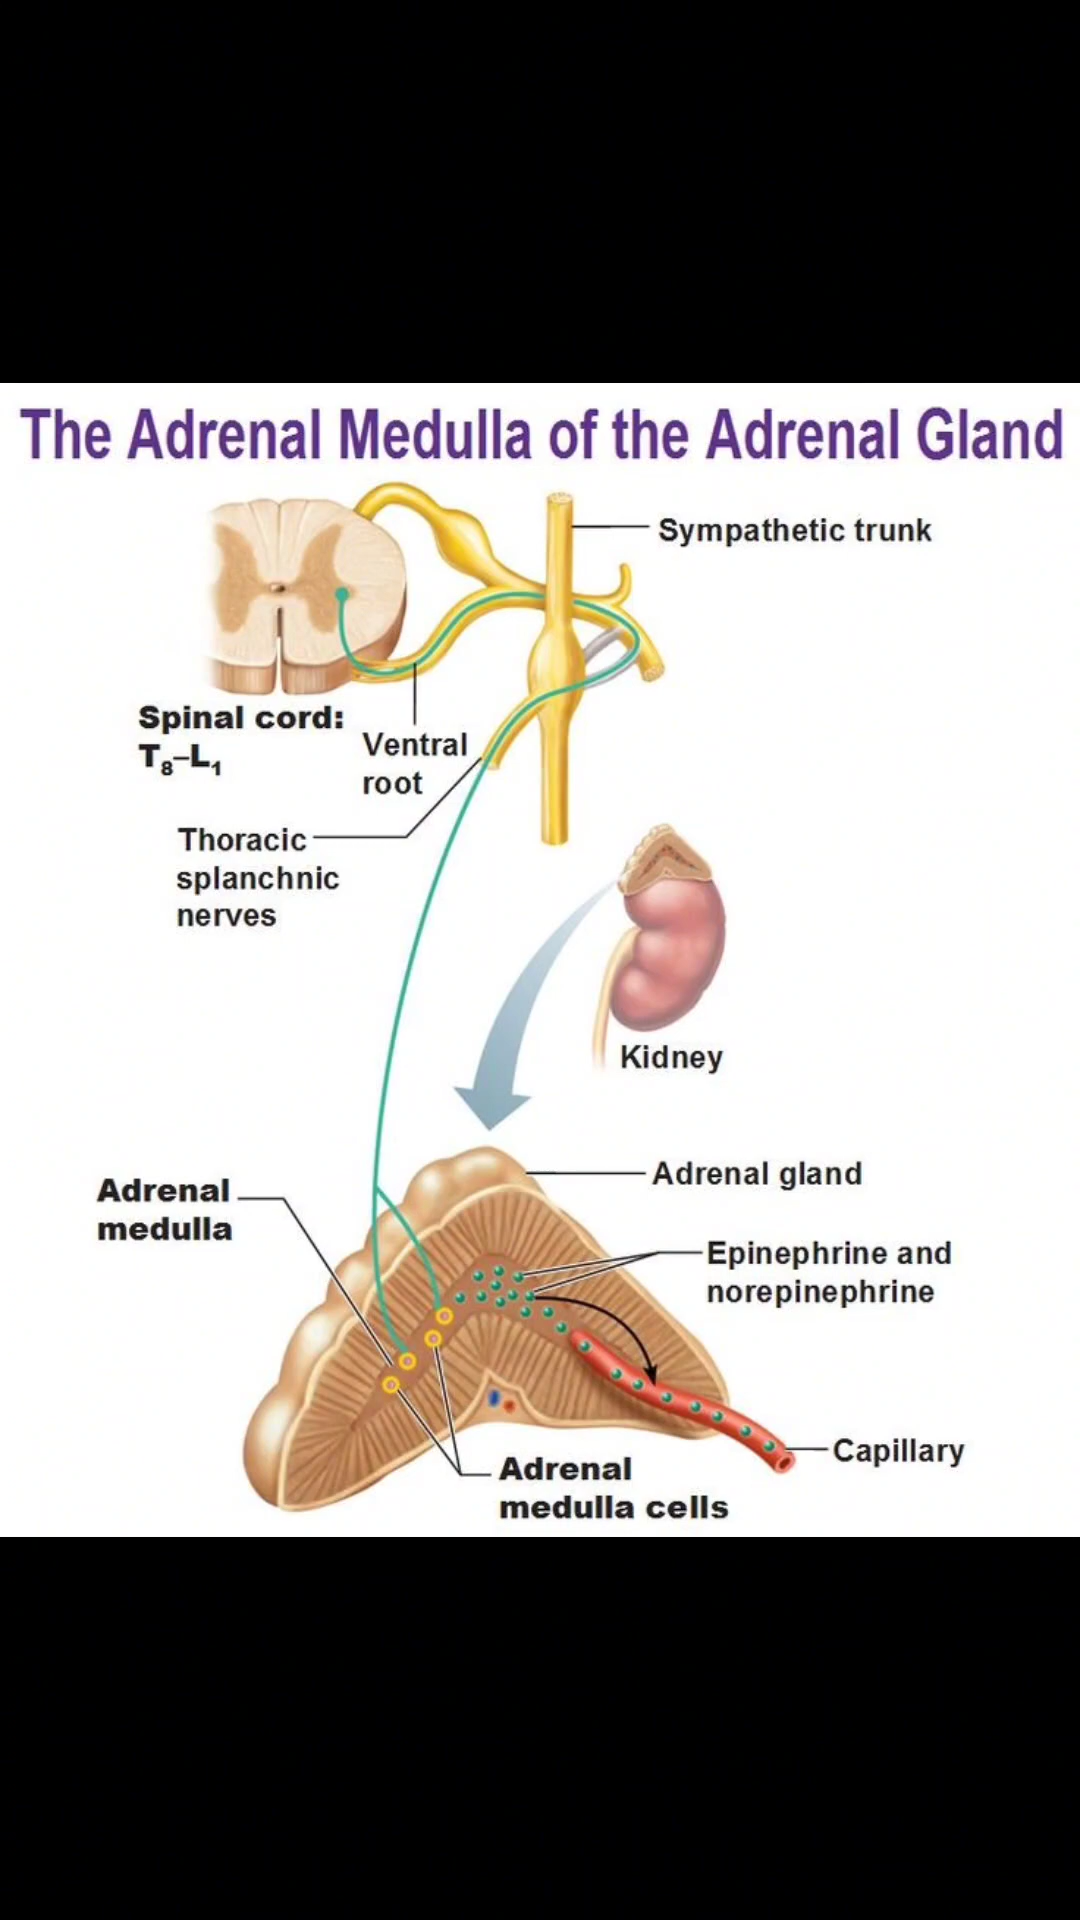 The Adrenal Medulla of the Adrenal Gland
Sympathetic trunk
Spinal cord:
T8–L1
Ventral
root
Thoracic
splanchnic
nerves
Kidney
Adrenal gland
Adrenal
medulla
Epinephrine and
norepinephrine
Capillary
Adrenal
medulla cells